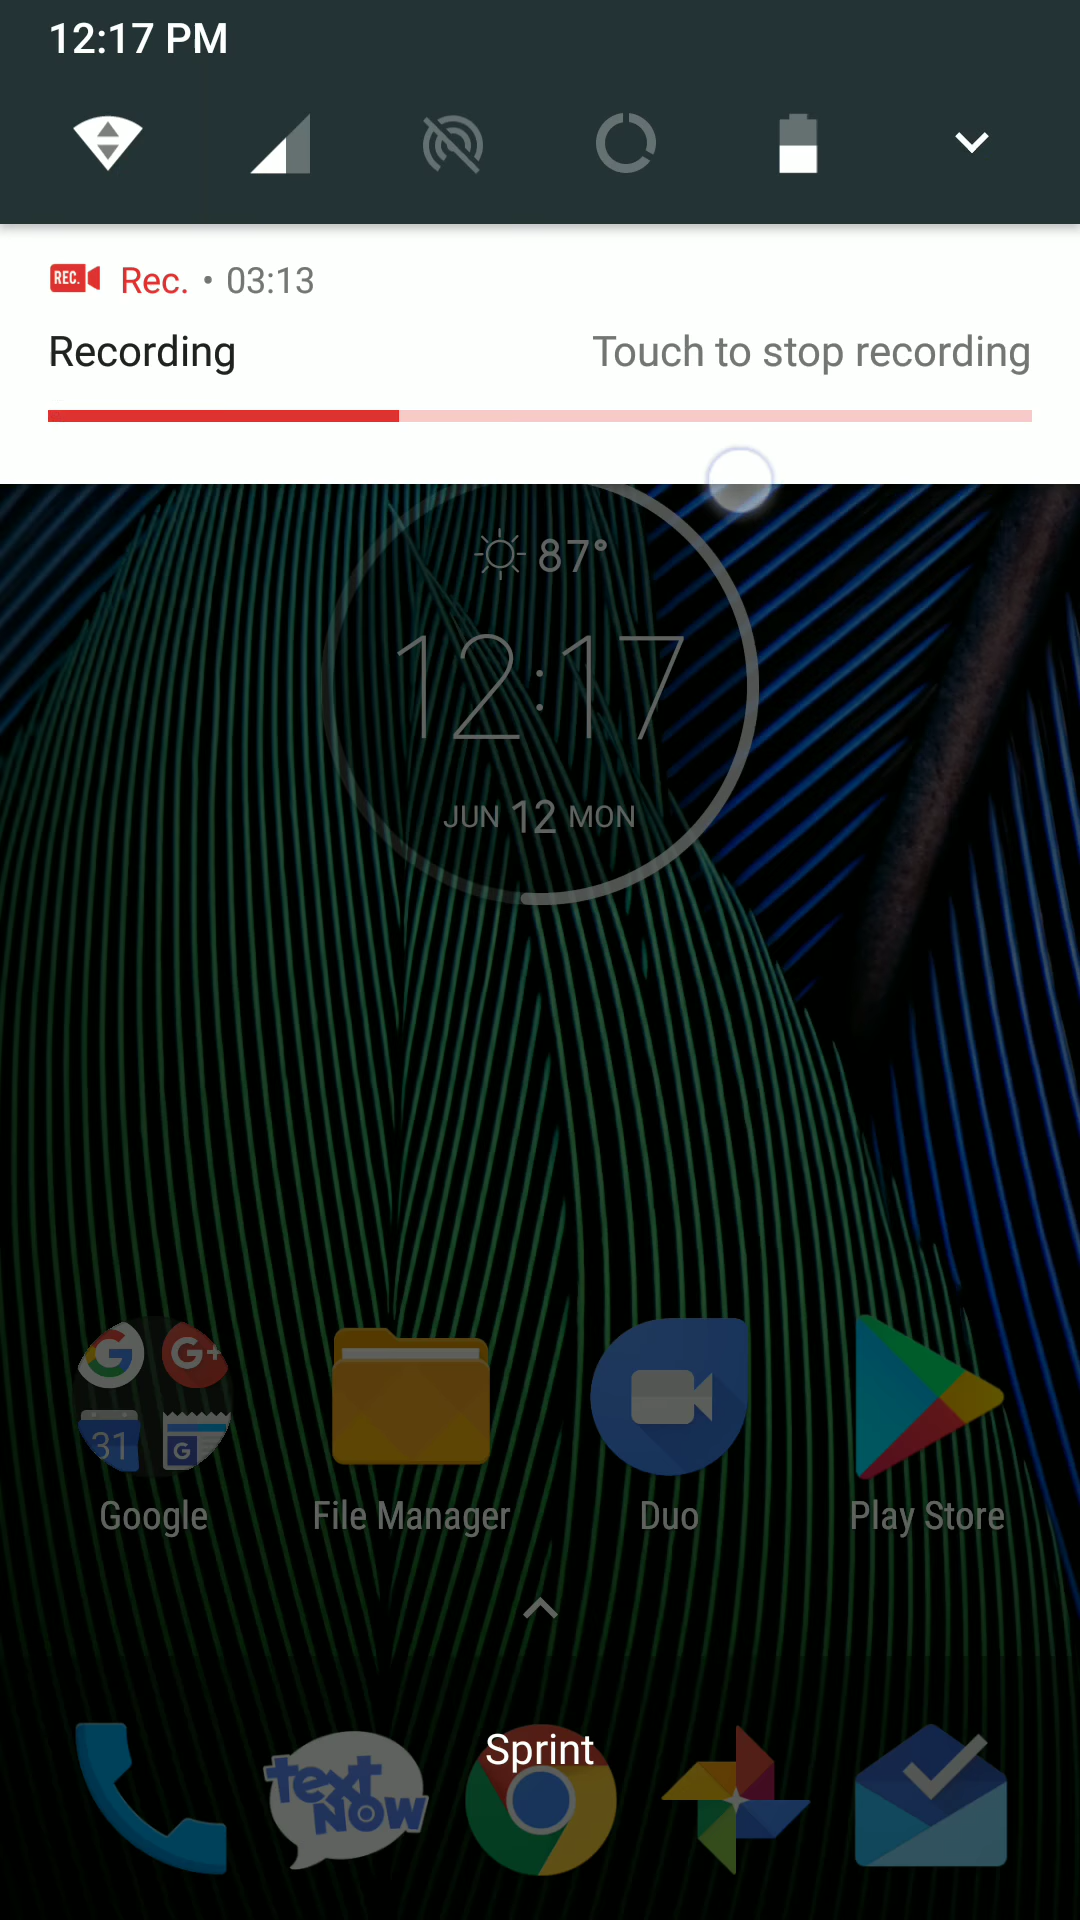 12:17 PM
REC. Rec. • 03:13
Recording Touch to stop recording
87°
12:17
JUN 12 MON
G G+
31 G
Google File Manager Duo Play Store
Sprint
text
NOW